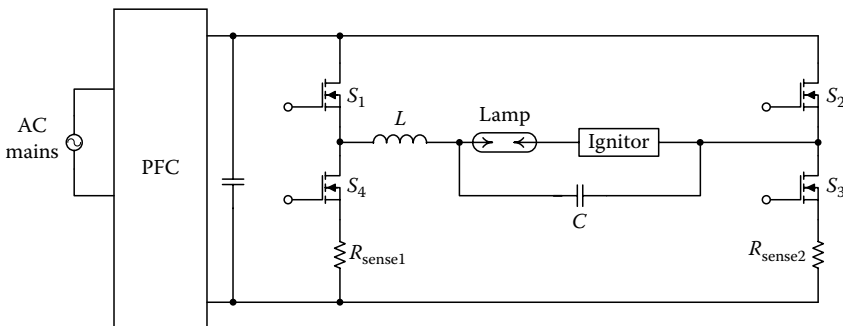 S1
S2
L
Lamp
Ignitor
AC
mains
PFC
S4
S3
C
Rsense1
Rsense2